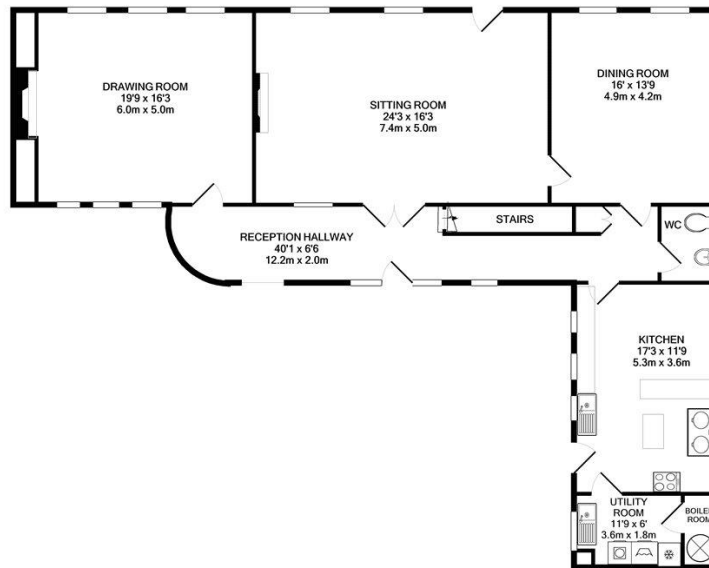 DRAWING ROOM
19'9 x 16'3
6.0m x 5.0m
SITTING ROOM
24'3 x 16'3
7.4m x 5.0m
DINING ROOM
16' x 13'9
4.9m x 4.2m
RECEPTION HALLWAY
40'1 x 6'6
12.2m x 2.0m
STAIRS
WC
KITCHEN
17'3 x 11'9
5.3m x 3.6m
UTILITY
ROOM
11'9 x 6'
3.6m x 1.8m
BOILER
ROOM